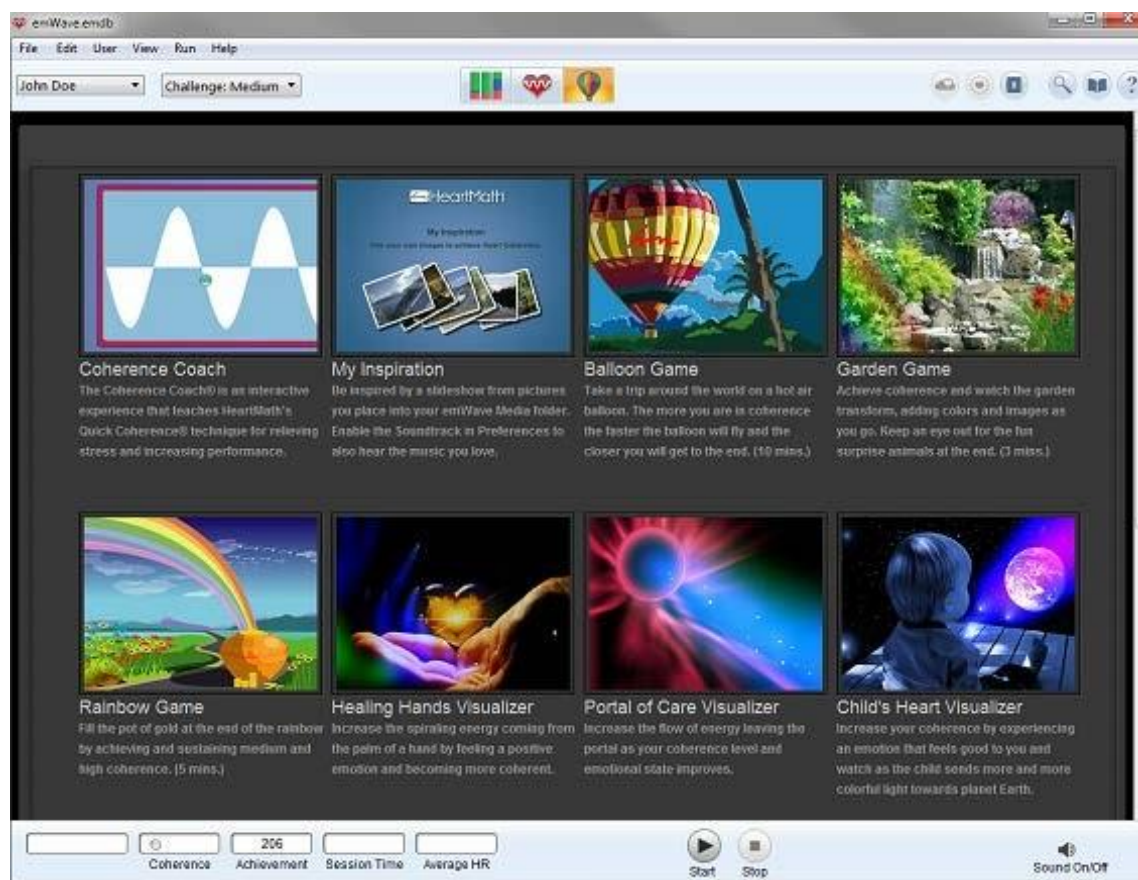 emWave.emdb
File Edit User View Run Help
John Doe
Challenge: Medium
?
HeartMath
My Inspiration
Coherence Coach
The Coherence Coach® is an interactive
experience that teaches HeartMath's
Quick Coherence® technique for relieving
stress and increasing performance.
My Inspiration
Be inspired by a slideshow from pictures
you place into your emWave Media folder.
Enable the Soundtrack in Preferences to
also hear the music you love.
Balloon Game
Take a trip around the world on a hot air
balloon. The more you are in coherence
the faster the balloon will fly and the
closer you will get to the end. (10 mins.)
Garden Game
Achieve coherence and watch the garden
transform, adding colors and images as
you go. Keep an eye out for the fun
surprise animals at the end. (3 mins.)
Rainbow Game
Fill the pot of gold at the end of the rainbow
by achieving and sustaining medium and
high coherence. (5 mins.)
Healing Hands Visualizer
Increase the spiraling energy coming from
the palm of a hand by feeling a positive
emotion and becoming more coherent.
Portal of Care Visualizer
Increase the flow of energy leaving the
portal as your coherence level and
emotional state improves.
Child's Heart Visualizer
Increase your coherence by experiencing
an emotion that feels good to you and
watch as the child sends more and more
colorful light towards planet Earth.
206
Coherence Achievement Session Time Average HR
Start Stop
Sound On/Off